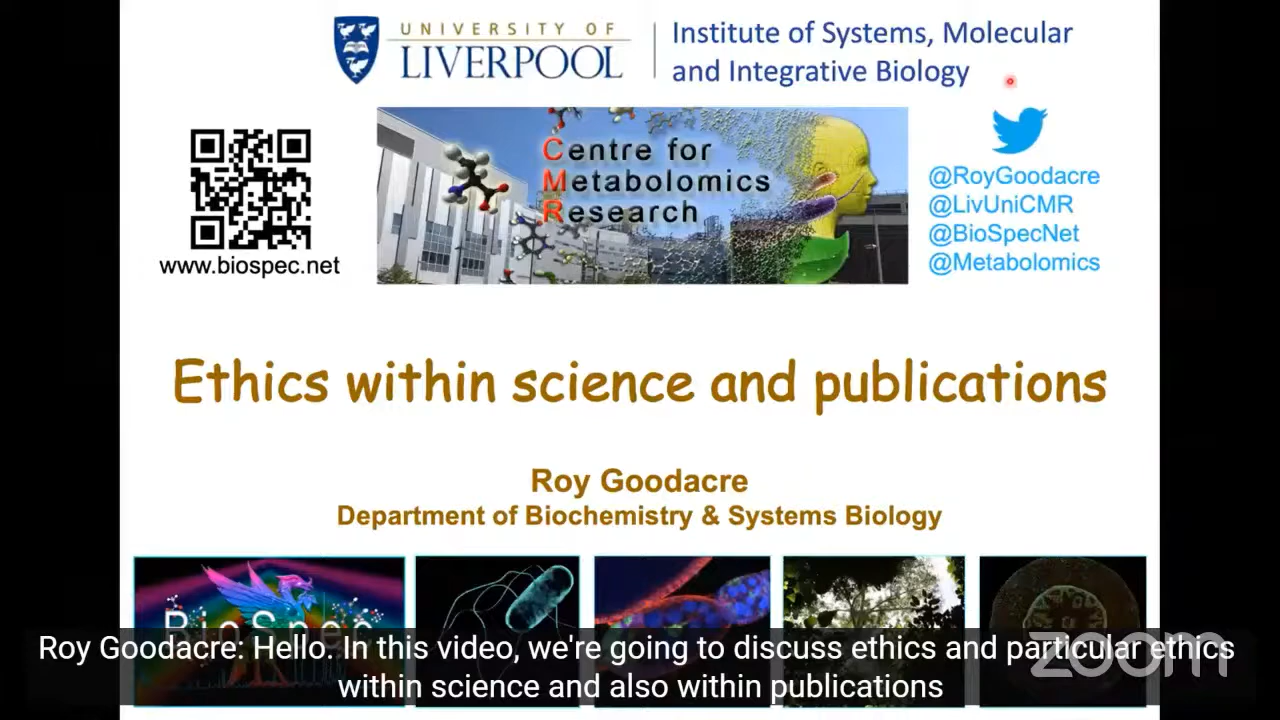 UNIVERSITY OF
LIVERPOOL
Institute of Systems, Molecular
and Integrative Biology
Centre for
Metabolomics
Research
www.biospec.net
@RoyGoodacre
@LivUniCMR
@BioSpecNet
@Metabolomics
Ethics within science and publications
Roy Goodacre
Department of Biochemistry & Systems Biology
BioSpec
zoom
Roy Goodacre: Hello. In this video, we're going to discuss ethics and particular ethics
within science and also within publications